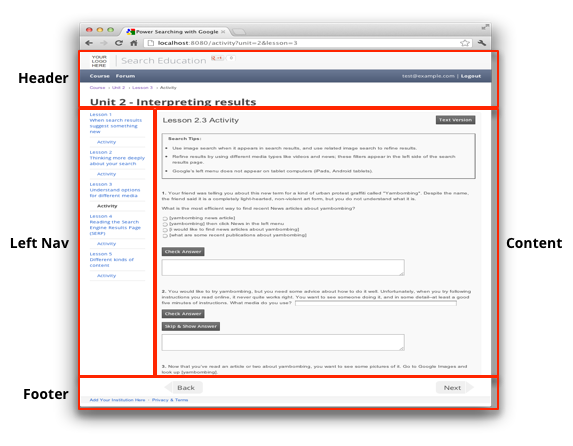 Power Searching with Google
localhost:8080/activity?unit=2&lesson=3
YOUR LOGO HERE
Search Education
Header
Course Forum
test@example.com | Logout
Course › Unit 2 › Lesson 3 › Activity
Unit 2 - Interpreting results
Lesson 1
When search results
suggest something
new
Activity
Lesson 2
Thinking more deeply
about your search
Activity
Lesson 3
Understand options
for different media
Activity
Lesson 4
Reading the Search
Engine Results Page
(SERP)
Activity
Lesson 5
Different kinds of
content
Activity
Left Nav
Lesson 2.3 Activity
Text Version
Search Tips:
• Use image search when it appears in search results, and use related image search to refine results.
• Refine results by using different media types like videos and news; these filters appear in the left side of the search
results page.
• Google's left menu does not appear on tablet computers (iPads, Android tablets).
1. Your friend was telling you about this new term for a kind of urban protest graffiti called "Yambombing". Despite the name,
the friend said it is a completely light-hearted, non-violent art form, but you do not understand what it is.
What is the most efficient way to find recent News articles about yambombing?
[yambombing news article]
[yambombing] then click News in the left menu
[I would like to find news articles about yambombing]
[what are some recent publications about yambombing]
Check Answer
2. You would like to try yambombing, but you need some advice about how to do it well. Unfortunately, when you try following
instructions you read online, it never quite works right. You want to see someone doing it, and in some detail-at least a good
five minutes of instructions. What media do you use?
Check Answer
Skip & Show Answer
3. Now that you've read an article or two about yambombing, you want to see some pictures of it. Go to Google Images and
look up [yambombing].
Content
Back
Next
Footer
Add Your Institution Here - Privacy & Terms